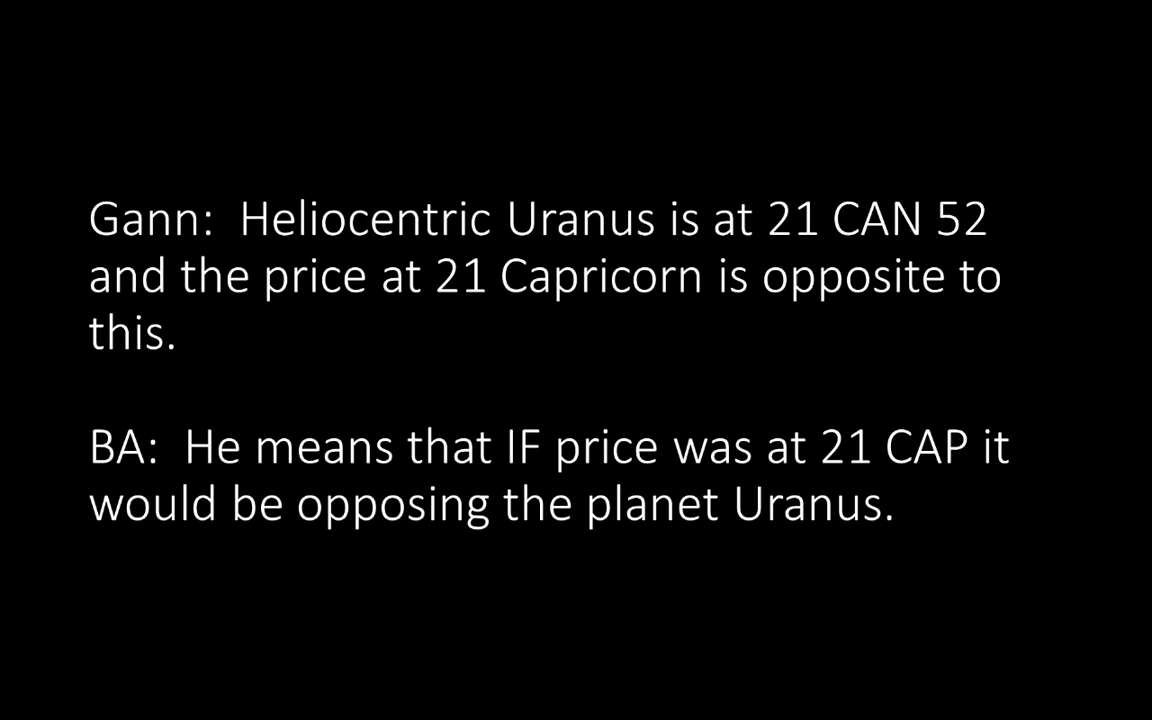 Gann:  Heliocentric Uranus is at 21 CAN 52
and the price at 21 Capricorn is opposite to
this.
BA:  He means that IF price was at 21 CAP it
would be opposing the planet Uranus.